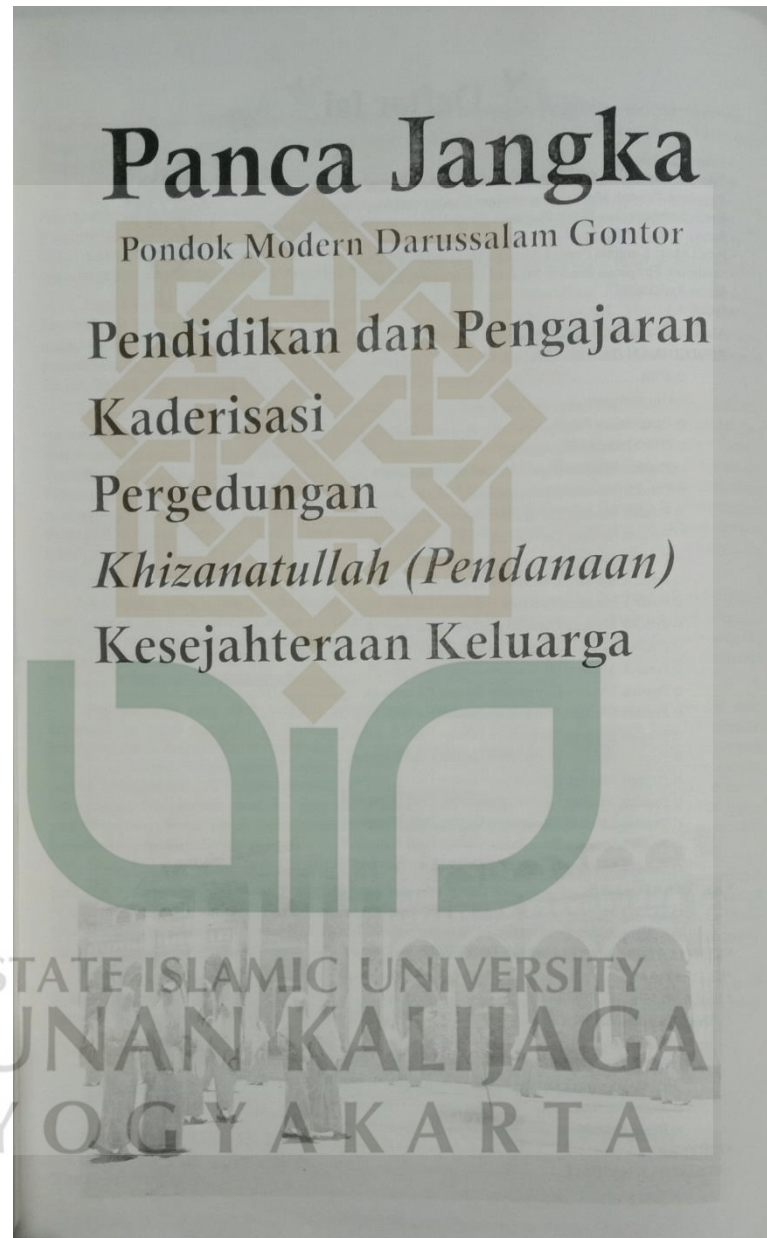 Panca Jangka
Pondok Modern Darussalam Gontor
Pendidikan dan Pengajaran
Kaderisasi
Pergedungan
Khizanatullah (Pendanaan)
Kesejahteraan Keluarga
STATE ISLAMIC UNIVERSITY
UNAN KALIJAGA
YOGYAKARTA